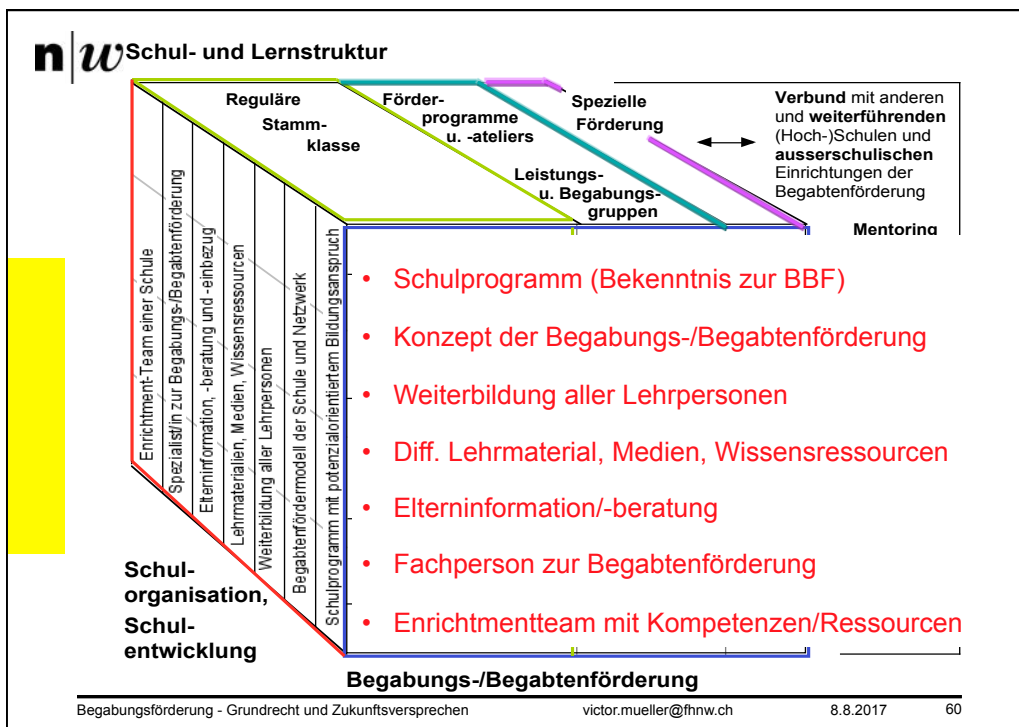 n|w Schul- und Lernstruktur
Reguläre
Stamm-
klasse
Förder-
programme
u. -ateliers
Spezielle
Förderung
Leistungs-
u. Begabungs-
gruppen
Verbund mit anderen
und weiterführenden
(Hoch-)Schulen und
ausserschulischen
Einrichtungen der
Begabtenförderung
Mentoring
Enrichtment-Team einer Schule
Spezialist/in zur Begabungs-/Begabtenförderung
Elterninformation, -beratung und -einbezug
Lehrmaterialien, Medien, Wissensressourcen
Weiterbildung aller Lehrpersonen
Begabtenfördermodell der Schule und Netzwerk
Schulprogramm mit potenzialorientiertem Bildungsanspruch
• Schulprogramm (Bekenntnis zur BBF)
• Konzept der Begabungs-/Begabtenförderung
• Weiterbildung aller Lehrpersonen
• Diff. Lehrmaterial, Medien, Wissensressourcen
• Elterninformation/-beratung
• Fachperson zur Begabtenförderung
• Enrichtmentteam mit Kompetenzen/Ressourcen
Schul-
organisation,
Schul-
entwicklung
Begabungs-/Begabtenförderung
Begabungsförderung - Grundrecht und Zukunftsversprechen victor.mueller@fhnw.ch 8.8.2017 60